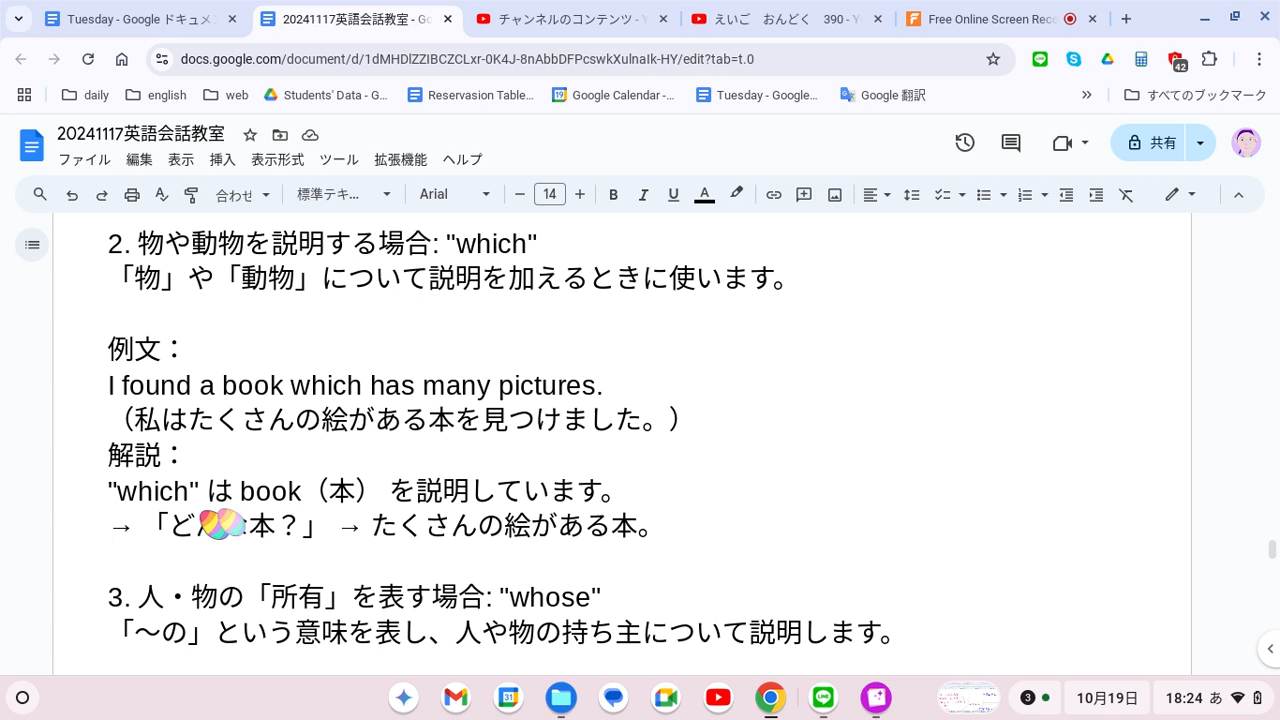 Tuesday - Google ドキュメ
20241117英語会話教室 - Go
チャンネルのコンテンツ - Y
えいご おんどく 390 - Yo
Free Online Screen Reco
docs.google.com/document/d/1dMHDlZZIBCZCLxr-0K4J-8nAbbDFPcswkXulnaIk-HY/edit?tab=t.0
42
daily
english
web
Students' Data - G...
Reservasion Table...
Google Calendar -...
Tuesday - Google...
Google 翻訳
すべてのブックマーク
20241117英語会話教室
共有
ファイル 編集 表示 挿入 表示形式 ツール 拡張機能 ヘルプ
合わせ
標準テキ...
Arial
14
2. 物や動物を説明する場合: "which"
「物」や「動物」について説明を加えるときに使います。
例文：
I found a book which has many pictures.
（私はたくさんの絵がある本を見つけました。）
解説：
"which" は book（本） を説明しています。
→ 「どんな本？」 → たくさんの絵がある本。
3. 人・物の「所有」を表す場合: "whose"
「〜の」という意味を表し、人や物の持ち主について説明します。
3
10月19日
18:24 あ